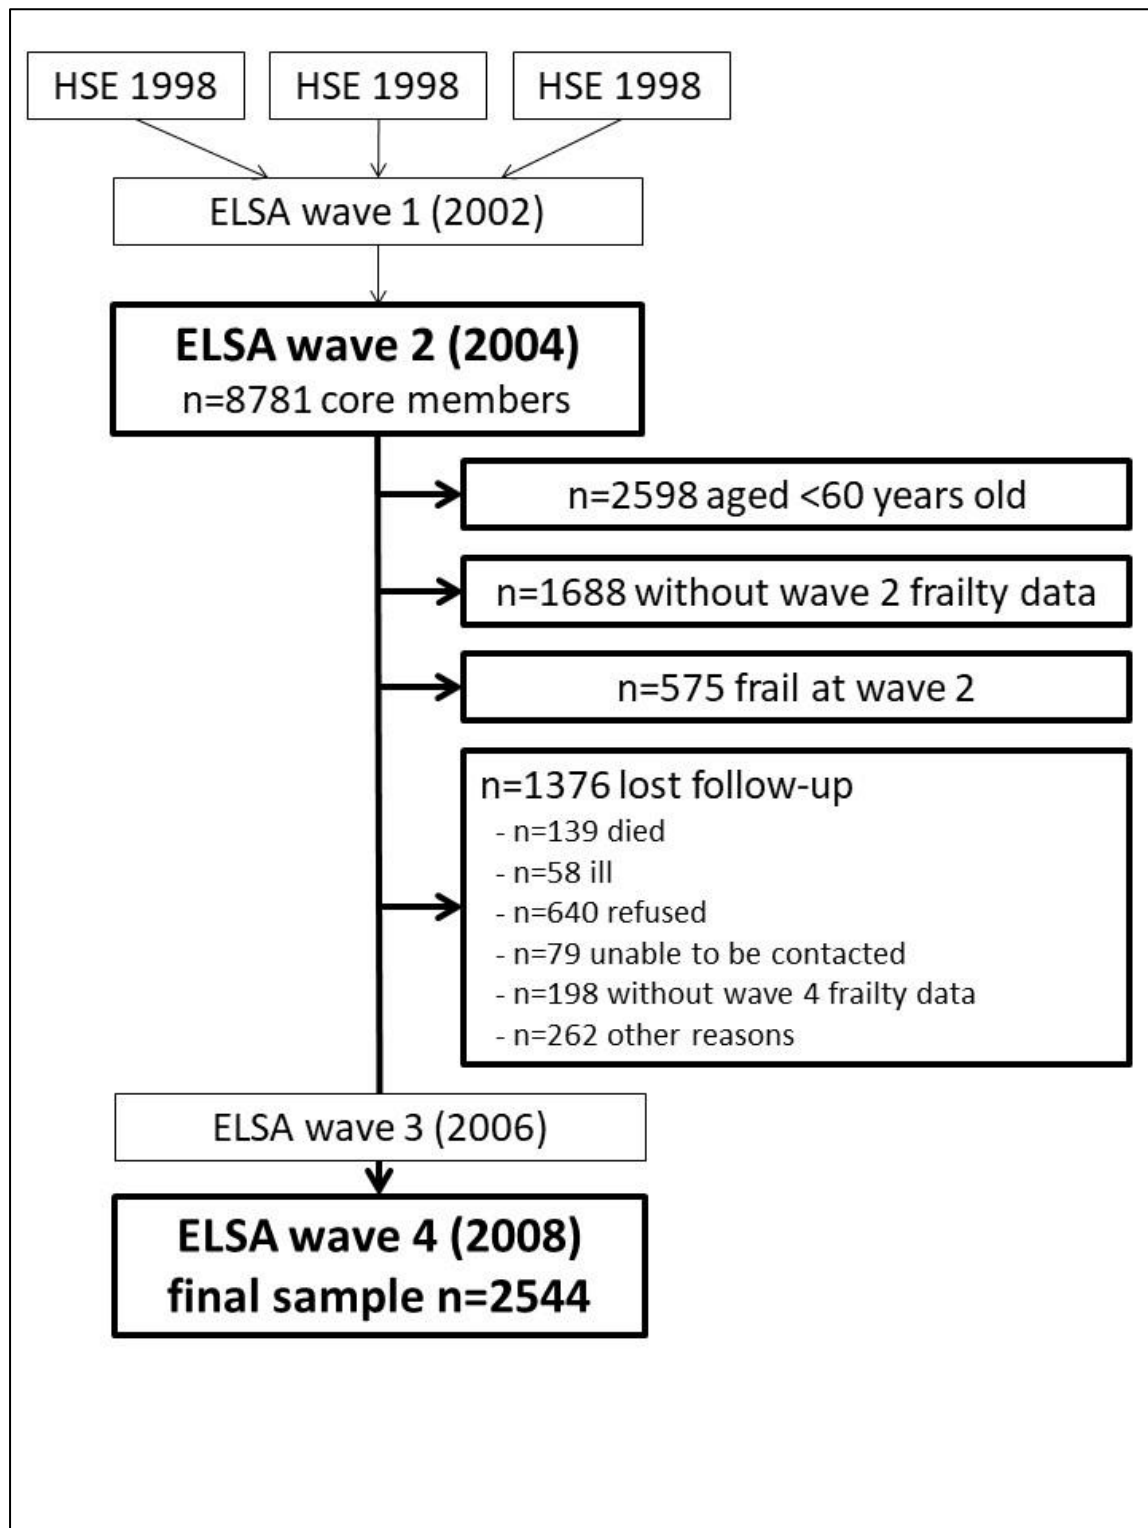 HSE 1998
HSE 1998
HSE 1998
ELSA wave 1 (2002)
ELSA wave 2 (2004)
n=8781 core members
n=2598 aged <60 years old
n=1688 without wave 2 frailty data
n=575 frail at wave 2
n=1376 lost follow-up
- n=139 died
- n=58 ill
- n=640 refused
- n=79 unable to be contacted
- n=198 without wave 4 frailty data
- n=262 other reasons
ELSA wave 3 (2006)
ELSA wave 4 (2008)
final sample n=2544